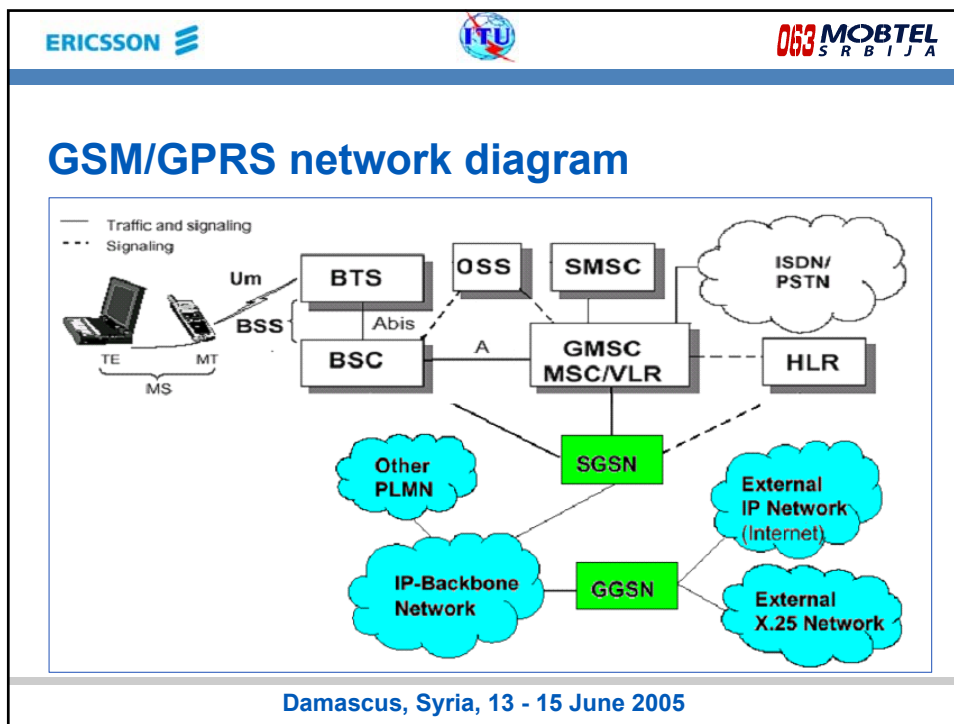 ERICSSON
ITU
063 MOBTEL
SRBIJA
GSM/GPRS network diagram
Traffic and signaling
Signaling
Um
BTS
OSS
SMSC
ISDN/
PSTN
BSS
Abis
TE
MT
MS
BSC
A
GMSC
MSC/VLR
HLR
Other
PLMN
SGSN
External
IP Network
(Internet)
IP-Backbone
Network
GGSN
External
X.25 Network
Damascus, Syria, 13 - 15 June 2005